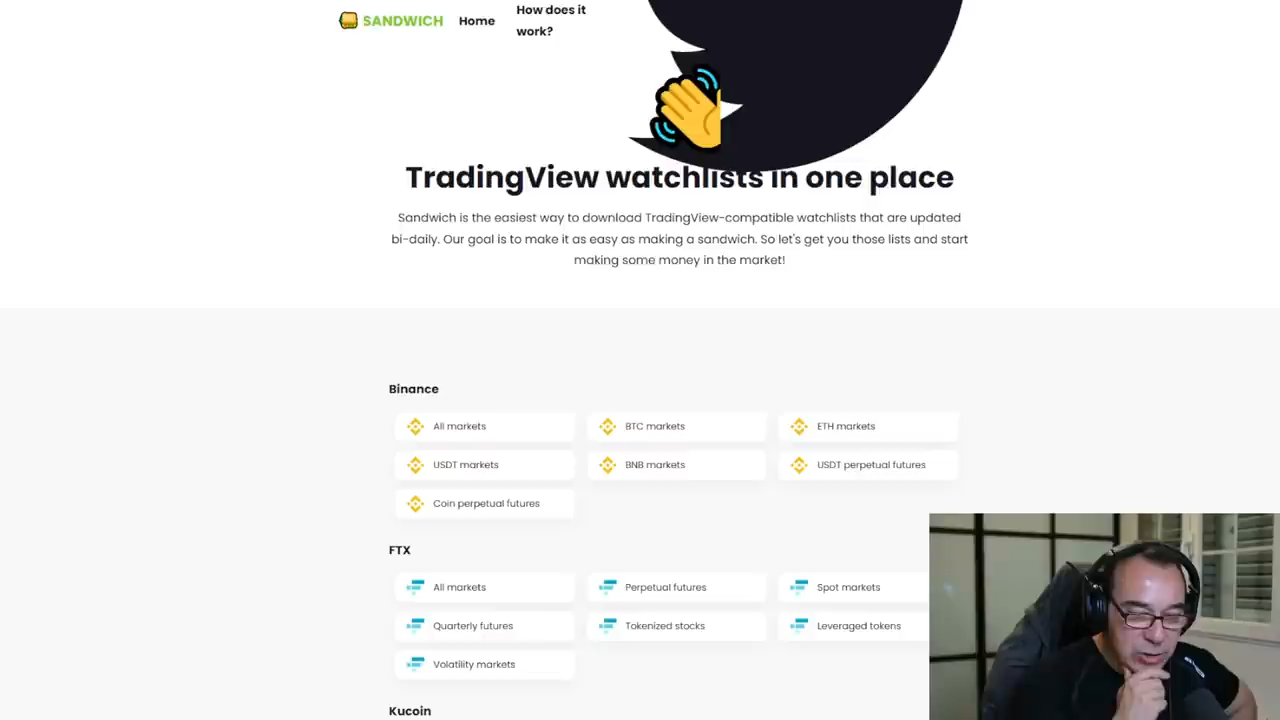 SANDWICH
Home
How does it
work?
TradingView watchlists in one place
Sandwich is the easiest way to download TradingView-compatible watchlists that are updated
bi-daily. Our goal is to make it as easy as making a sandwich. So let's get you those lists and start
making some money in the market!
Binance
All markets
BTC markets
ETH markets
USDT markets
BNB markets
USDT perpetual futures
Coin perpetual futures
FTX
All markets
Perpetual futures
Spot markets
Quarterly futures
Tokenized stocks
Leveraged tokens
Volatility markets
Kucoin